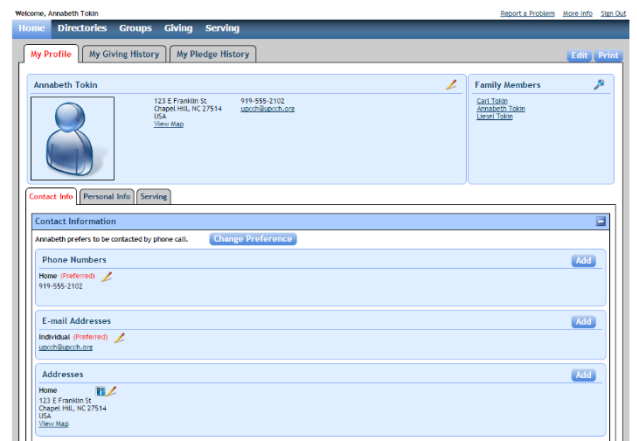 Welcome, Annabeth Tokin
Report a Problem More Info Sign Out
Home Directories Groups Giving Serving
My Profile My Giving History My Pledge History
Edit Print
Annabeth Tokin
123 E Franklin St
Chapel Hill, NC 27514
USA
View Map
919-555-2102
upcch@upcch.org
Family Members
Carl Tokin
Annabeth Tokin
Liesel Tokin
Contact Info Personal Info Serving
Contact Information
Annabeth prefers to be contacted by phone call. Change Preference
Phone Numbers Add
Home (Preferred)
919-555-2102
E-mail Addresses Add
Individual (Preferred)
upcch@upcch.org
Addresses Add
Home
123 E Franklin St
Chapel Hill, NC 27514
USA
View Map